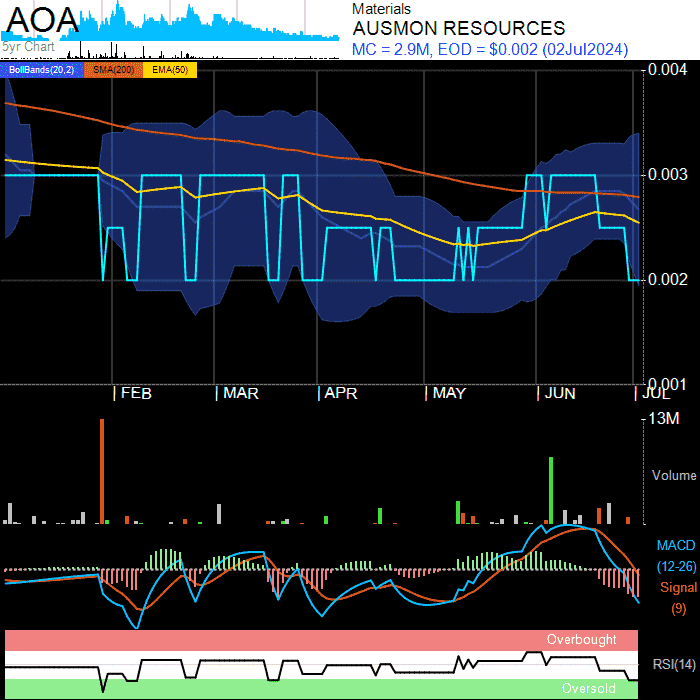 AOA
5yr Chart
Materials
AUSMON RESOURCES
MC = 2.9M, EOD = $0.002 (02Jul2024)
BollBands(20,2) SMA(200) EMA(50)
0.004
0.003
0.002
0.001
FEB MAR APR MAY JUN JUL
13M
Volume
MACD
(12-26)
Signal
(9)
Overbought
RSI(14)
Oversold